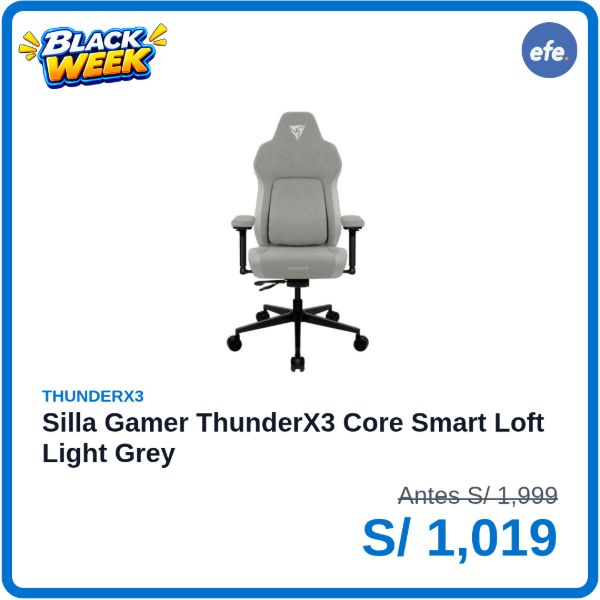 BLACK
WEEK
efe.
THUNDERX3
Silla Gamer ThunderX3 Core Smart Loft
Light Grey
Antes S/ 1,999
S/ 1,019